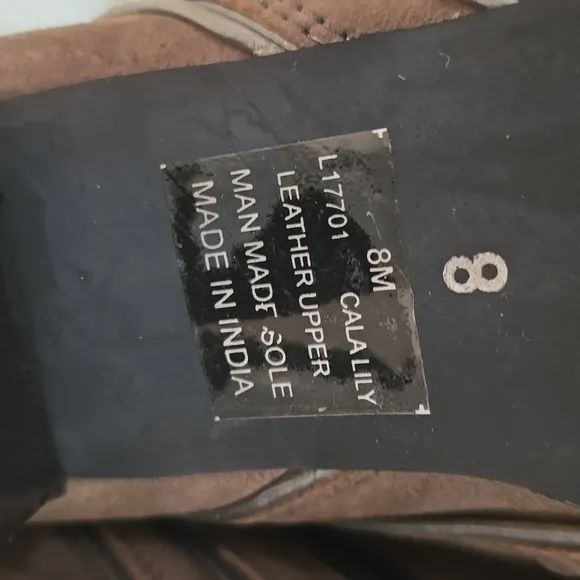 8M
L17701 CALA LILY
LEATHER UPPER
MAN MADE SOLE
MADE IN INDIA
8